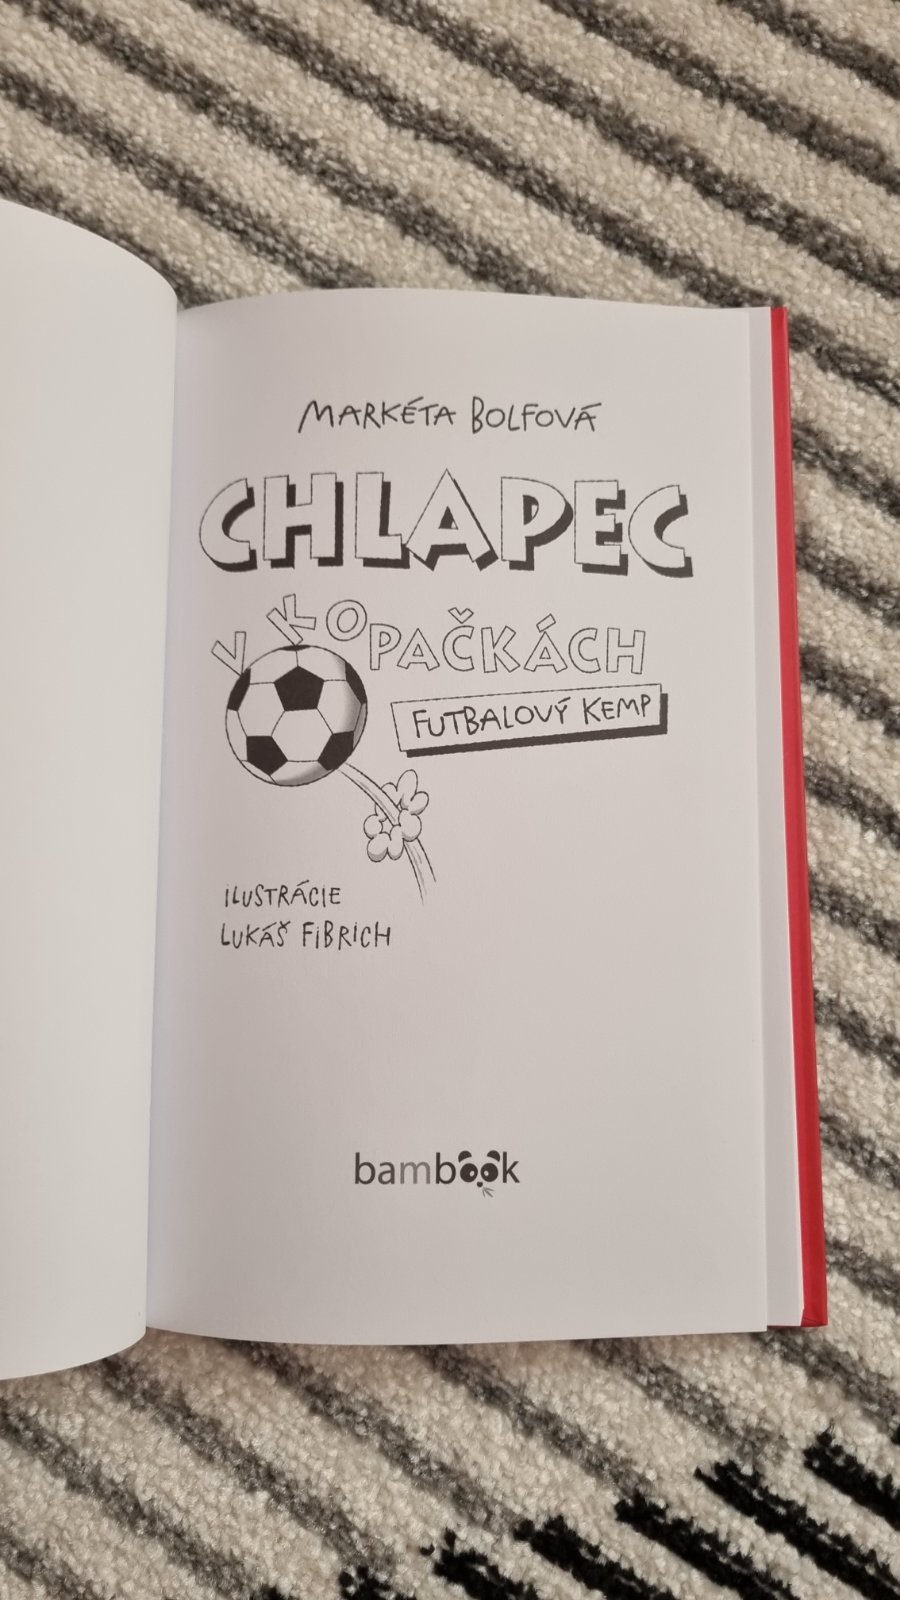 MARKÉTA BOLFOVÁ
CHLAPEC
V KOPAČKÁCH
FUTBALOVÝ KEMP
ILUSTRÁCIE
LUKÁŠ FIBRICH
bambook